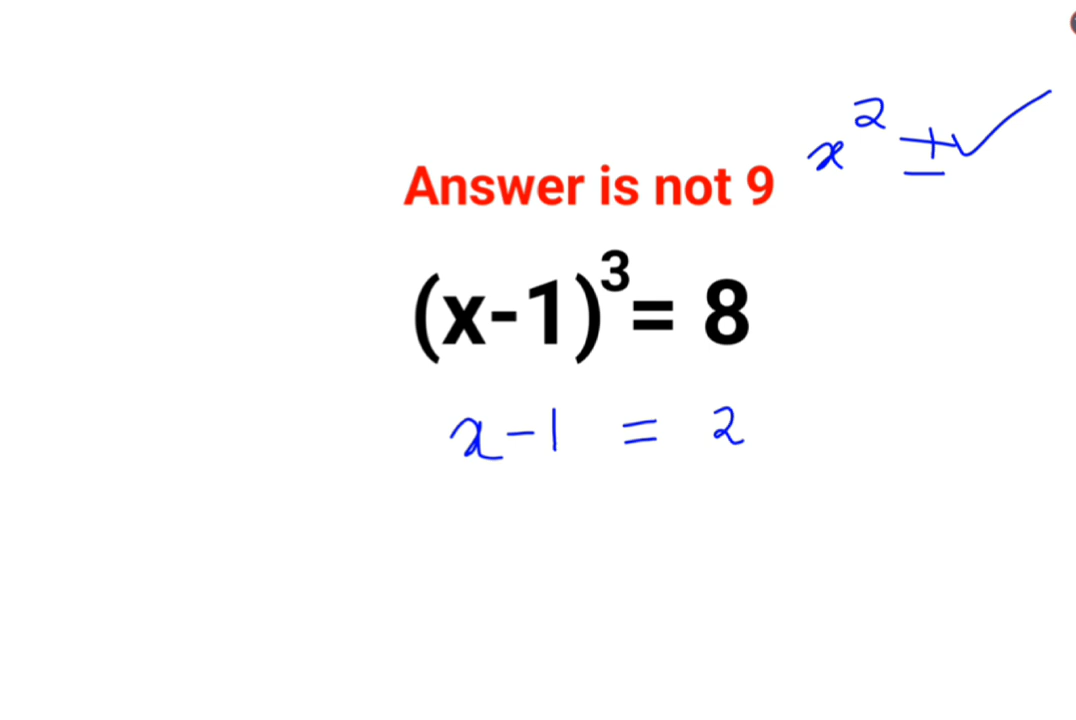 x² ±√
Answer is not 9
(x-1)³= 8
x-1 = 2